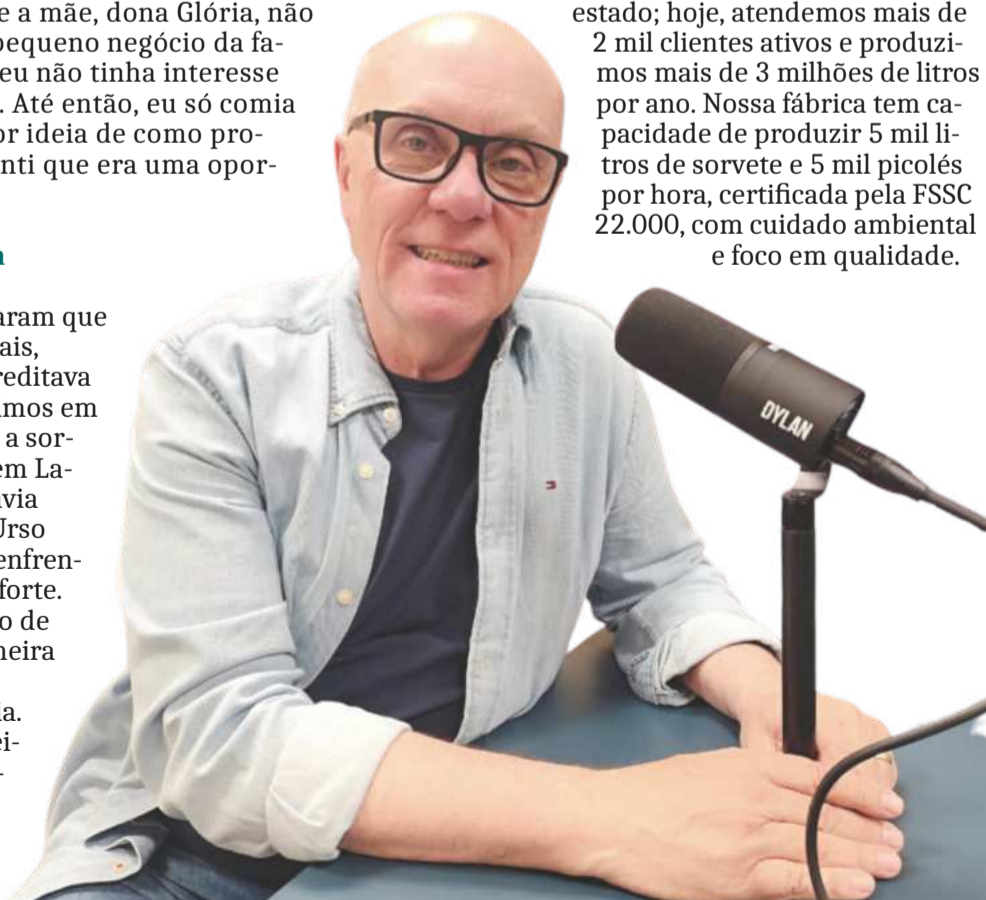 e a mãe, dona Glória, não
pequeno negócio da fa-
eu não tinha interesse
. Até então, eu só comia
or ideia de como pro-
nti que era uma opor-
aram que
ais,
reditava
amos em
a sor-
em La-
avia
Urso
enfren-
forte.
o de
neira
ia.
ei-
-
estado; hoje, atendemos mais de
2 mil clientes ativos e produzi-
mos mais de 3 milhões de litros
por ano. Nossa fábrica tem ca-
pacidade de produzir 5 mil li-
tros de sorvete e 5 mil picolés
por hora, certificada pela FSSC
22.000, com cuidado ambiental
e foco em qualidade.
DYLAN